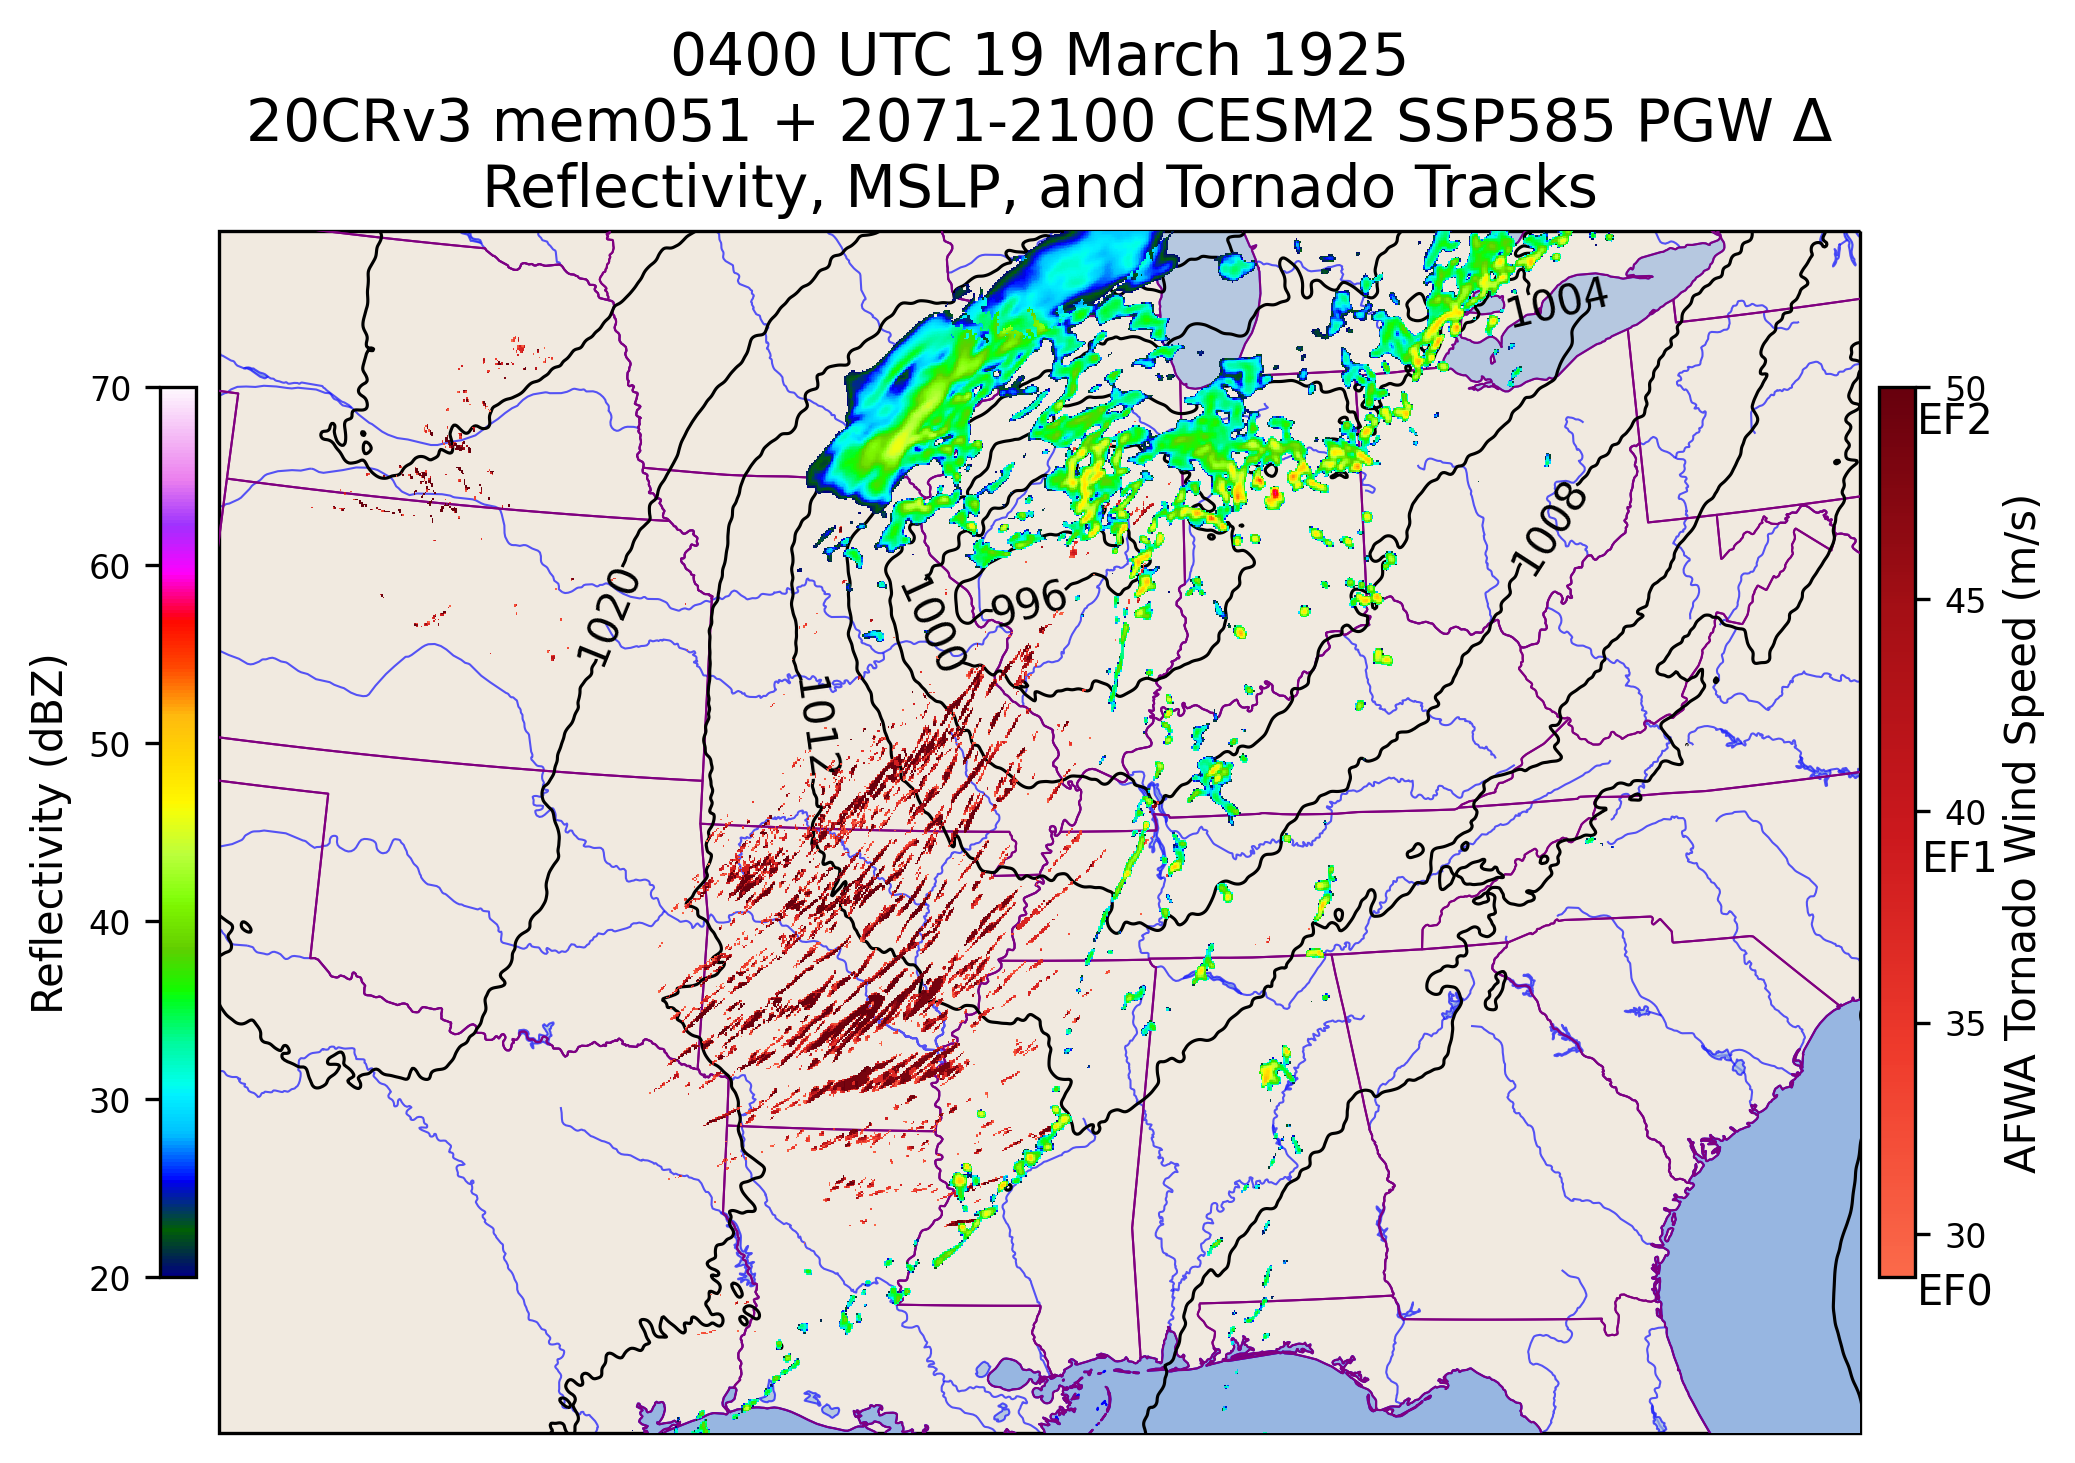 0400 UTC 19 March 1925
20CRv3 mem051 + 2071-2100 CESM2 SSP585 PGW Δ
Reflectivity, MSLP, and Tornado Tracks
Reflectivity (dBZ)
70
60
50
40
30
20
1004
1008
1020
1000
996
1012
50
EF2
45
40
EF1
35
30
EF0
AFWA Tornado Wind Speed (m/s)